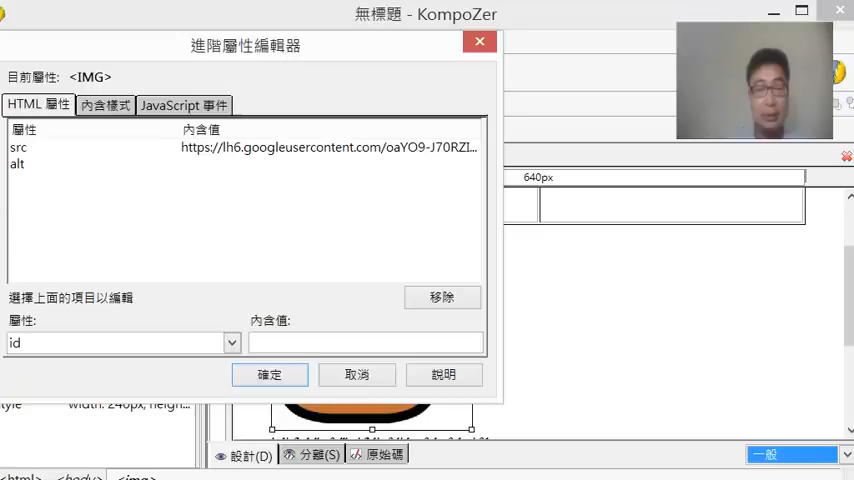 無標題 - KompoZer
進階屬性編輯器
目前屬性: <IMG>
HTML 屬性 內含樣式 JavaScript 事件
屬性 內含值
src https://lh6.googleusercontent.com/oaYO9-J70RZI...
alt
640px
選擇上面的項目以編輯 移除
屬性: 內含值:
id
確定 取消 說明
width: 240px, heigh...
設計(D) 分離(S) 原始碼 一般
<html> <body> <img>